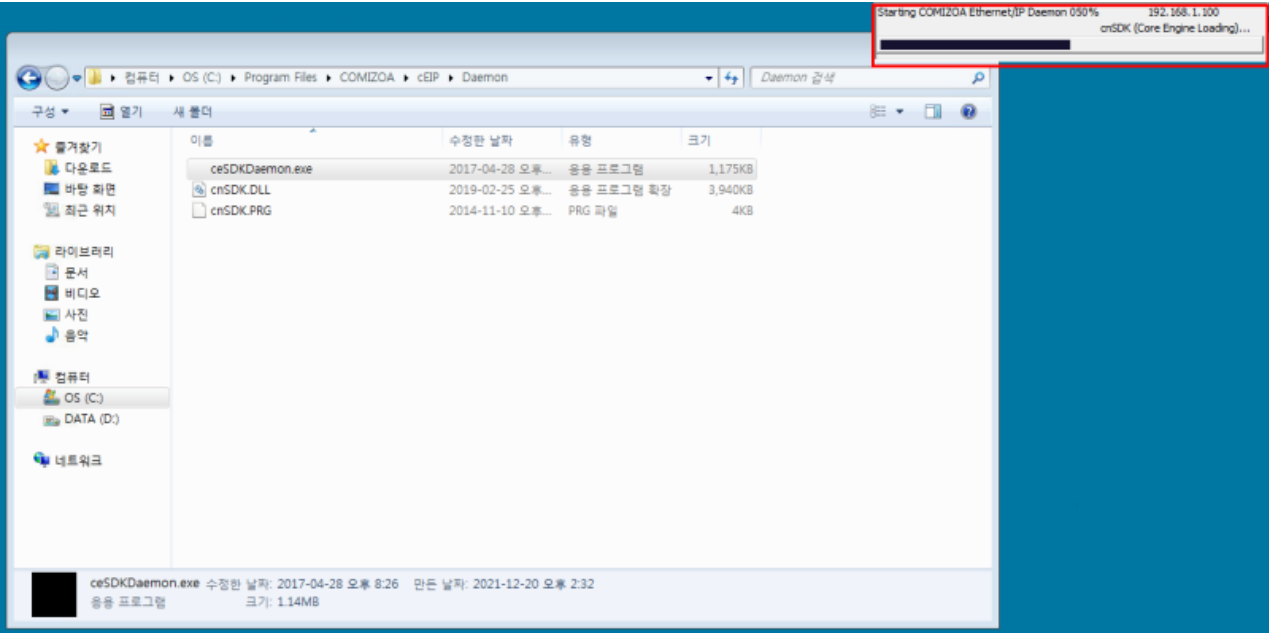 Starting COMIZOA Ethernet/IP Daemon 050% 192.168.1.100
cnSDK (Core Engine Loading)...
컴퓨터 ▸ OS (C:) ▸ Program Files ▸ COMIZOA ▸ cEIP ▸ Daemon
Daemon 검색
구성 열기 새 폴더
이름 수정한 날짜 유형 크기
ceSDKDaemon.exe 2017-04-28 오후... 응용 프로그램 1,175KB
cnSDK.DLL 2019-02-25 오후... 응용 프로그램 확장 3,940KB
cnSDK.PRG 2014-11-10 오후... PRG 파일 4KB
즐겨찾기
다운로드
바탕 화면
최근 위치
라이브러리
문서
비디오
사진
음악
컴퓨터
OS (C:)
DATA (D:)
네트워크
ceSDKDaemon.exe 수정한 날짜: 2017-04-28 오후 8:26 만든 날짜: 2021-12-20 오후 2:32
응용 프로그램 크기: 1.14MB